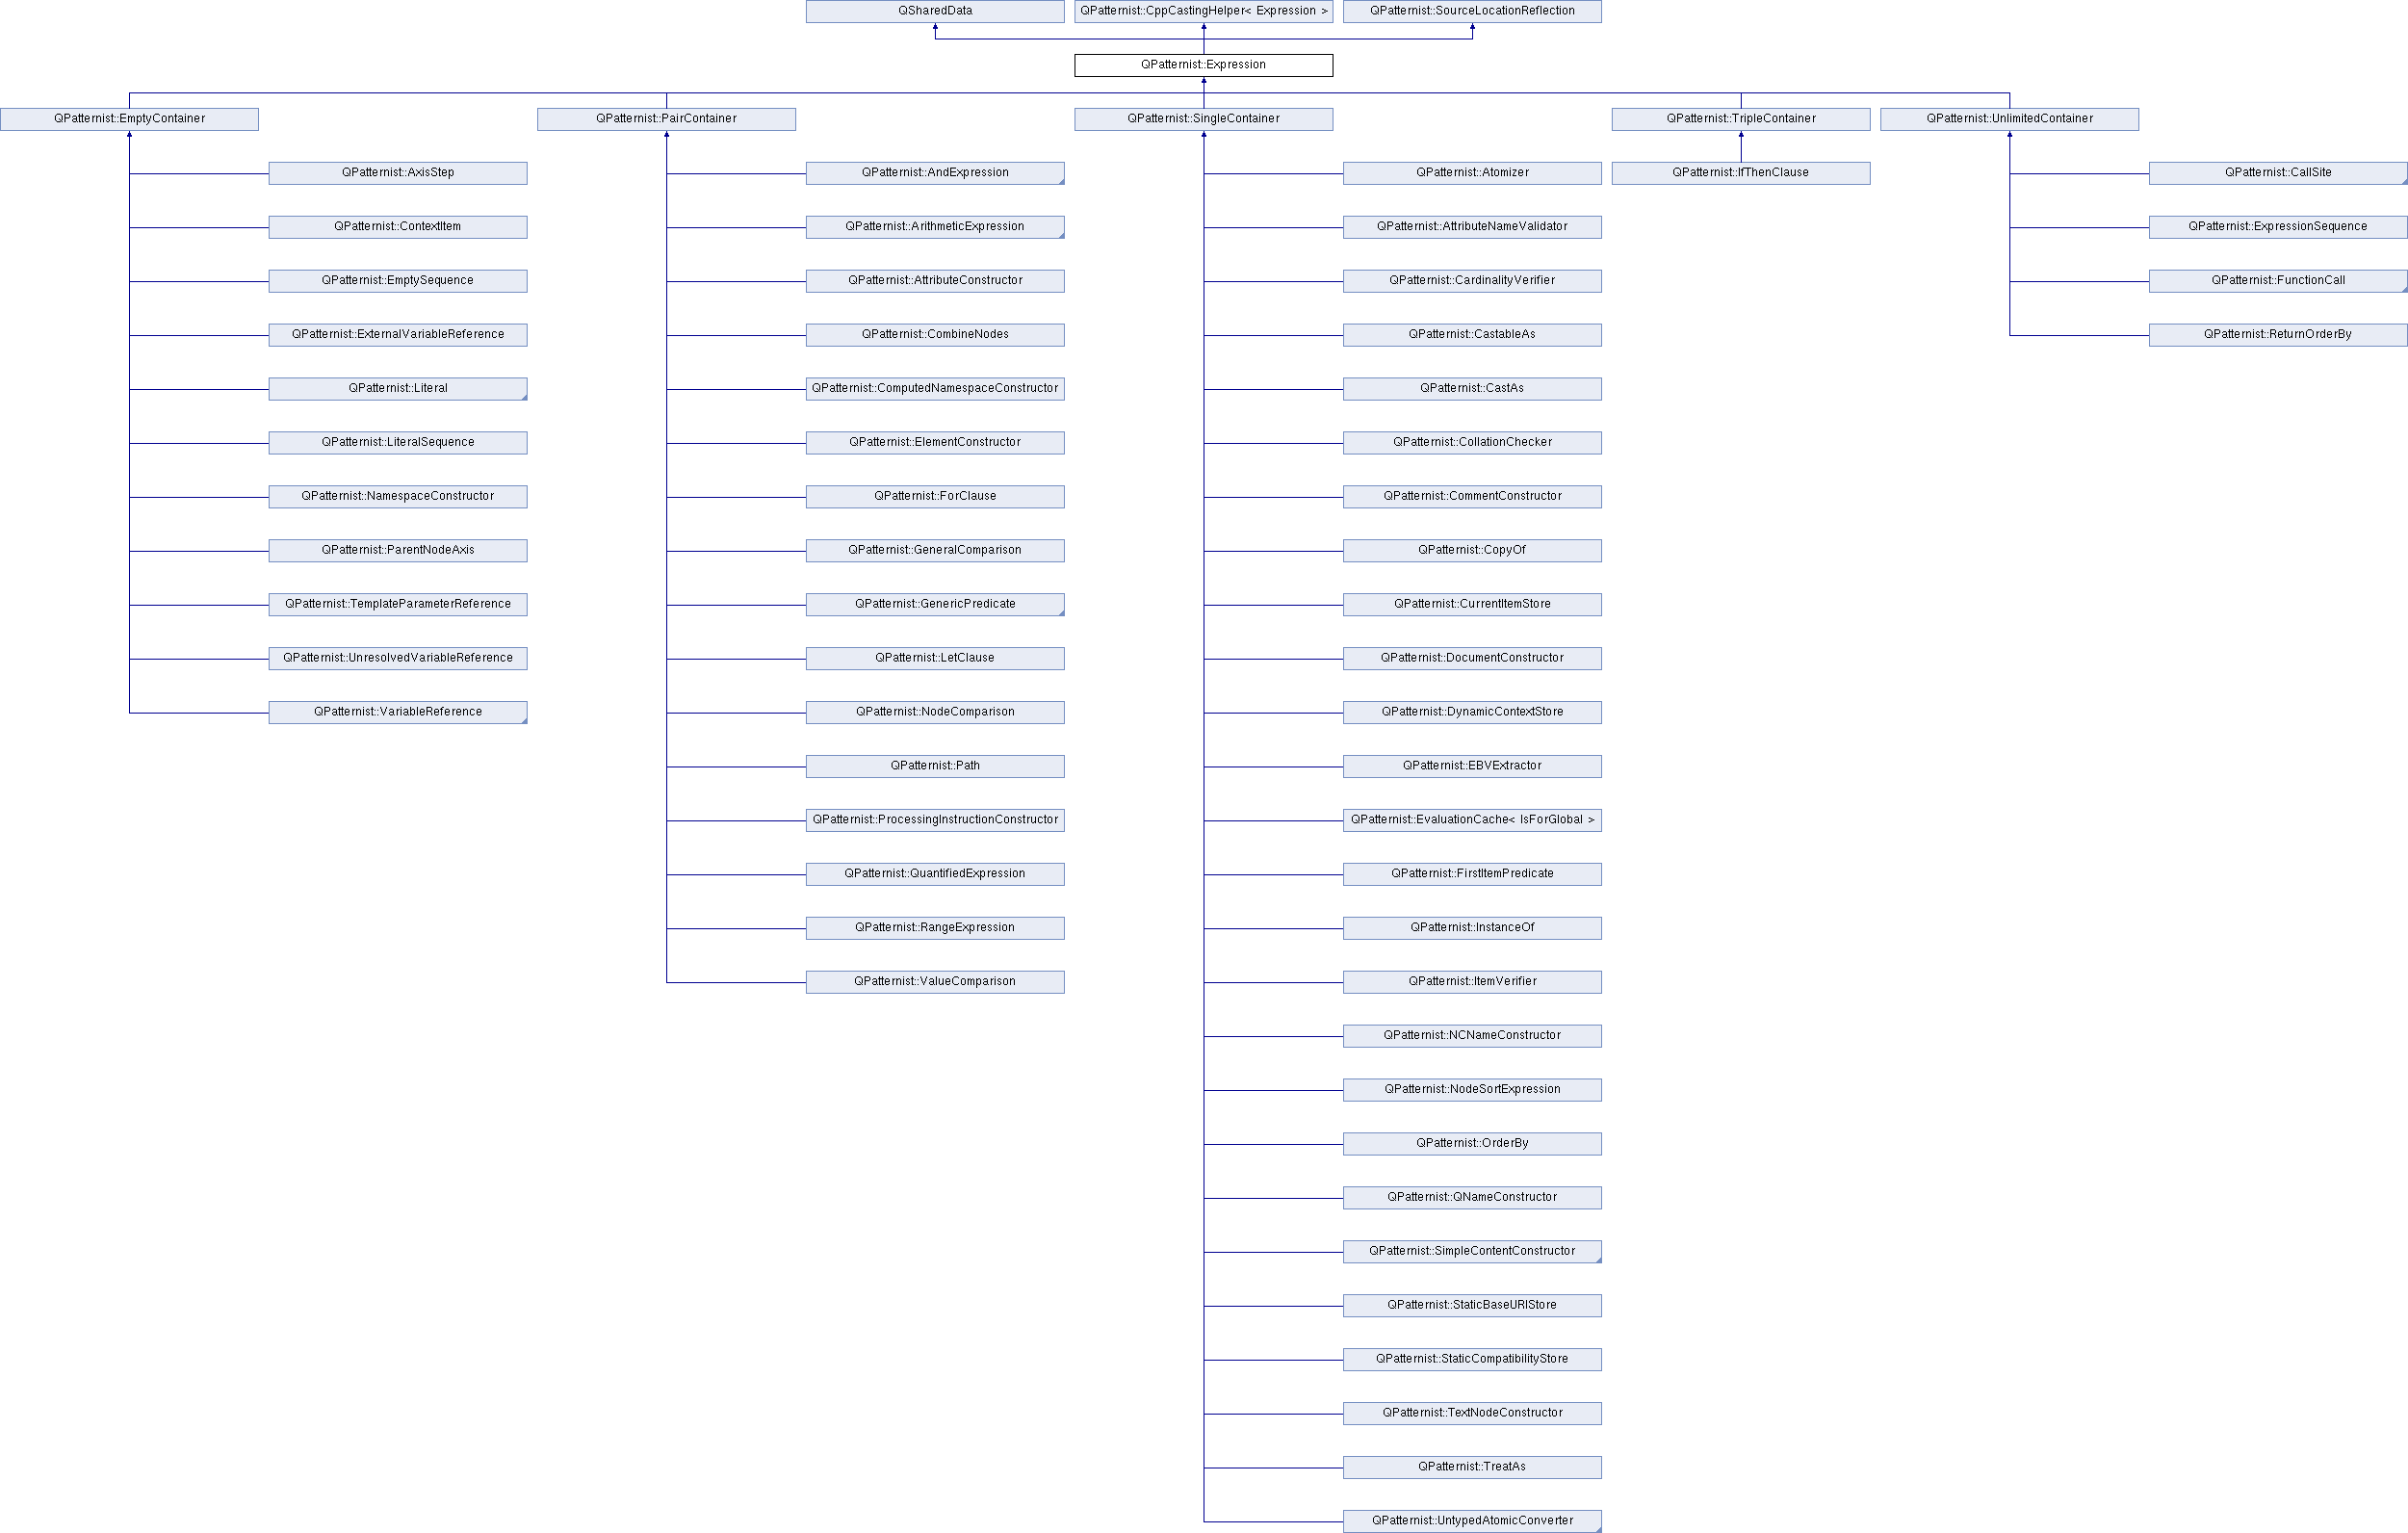 QSharedData
QPatternist::CppCastingHelper< Expression >
QPatternist::SourceLocationReflection
QPatternist::Expression
QPatternist::EmptyContainer
QPatternist::PairContainer
QPatternist::SingleContainer
QPatternist::TripleContainer
QPatternist::UnlimitedContainer
QPatternist::AxisStep
QPatternist::ContextItem
QPatternist::EmptySequence
QPatternist::ExternalVariableReference
QPatternist::Literal
QPatternist::LiteralSequence
QPatternist::NamespaceConstructor
QPatternist::ParentNodeAxis
QPatternist::TemplateParameterReference
QPatternist::UnresolvedVariableReference
QPatternist::VariableReference
QPatternist::AndExpression
QPatternist::ArithmeticExpression
QPatternist::AttributeConstructor
QPatternist::CombineNodes
QPatternist::ComputedNamespaceConstructor
QPatternist::ElementConstructor
QPatternist::ForClause
QPatternist::GeneralComparison
QPatternist::GenericPredicate
QPatternist::LetClause
QPatternist::NodeComparison
QPatternist::Path
QPatternist::ProcessingInstructionConstructor
QPatternist::QuantifiedExpression
QPatternist::RangeExpression
QPatternist::ValueComparison
QPatternist::Atomizer
QPatternist::AttributeNameValidator
QPatternist::CardinalityVerifier
QPatternist::CastableAs
QPatternist::CastAs
QPatternist::CollationChecker
QPatternist::CommentConstructor
QPatternist::CopyOf
QPatternist::CurrentItemStore
QPatternist::DocumentConstructor
QPatternist::DynamicContextStore
QPatternist::EBVExtractor
QPatternist::EvaluationCache< IsForGlobal >
QPatternist::FirstItemPredicate
QPatternist::InstanceOf
QPatternist::ItemVerifier
QPatternist::NCNameConstructor
QPatternist::NodeSortExpression
QPatternist::OrderBy
QPatternist::QNameConstructor
QPatternist::SimpleContentConstructor
QPatternist::StaticBaseURIStore
QPatternist::StaticCompatibilityStore
QPatternist::TextNodeConstructor
QPatternist::TreatAs
QPatternist::UntypedAtomicConverter
QPatternist::IfThenClause
QPatternist::CallSite
QPatternist::ExpressionSequence
QPatternist::FunctionCall
QPatternist::ReturnOrderBy